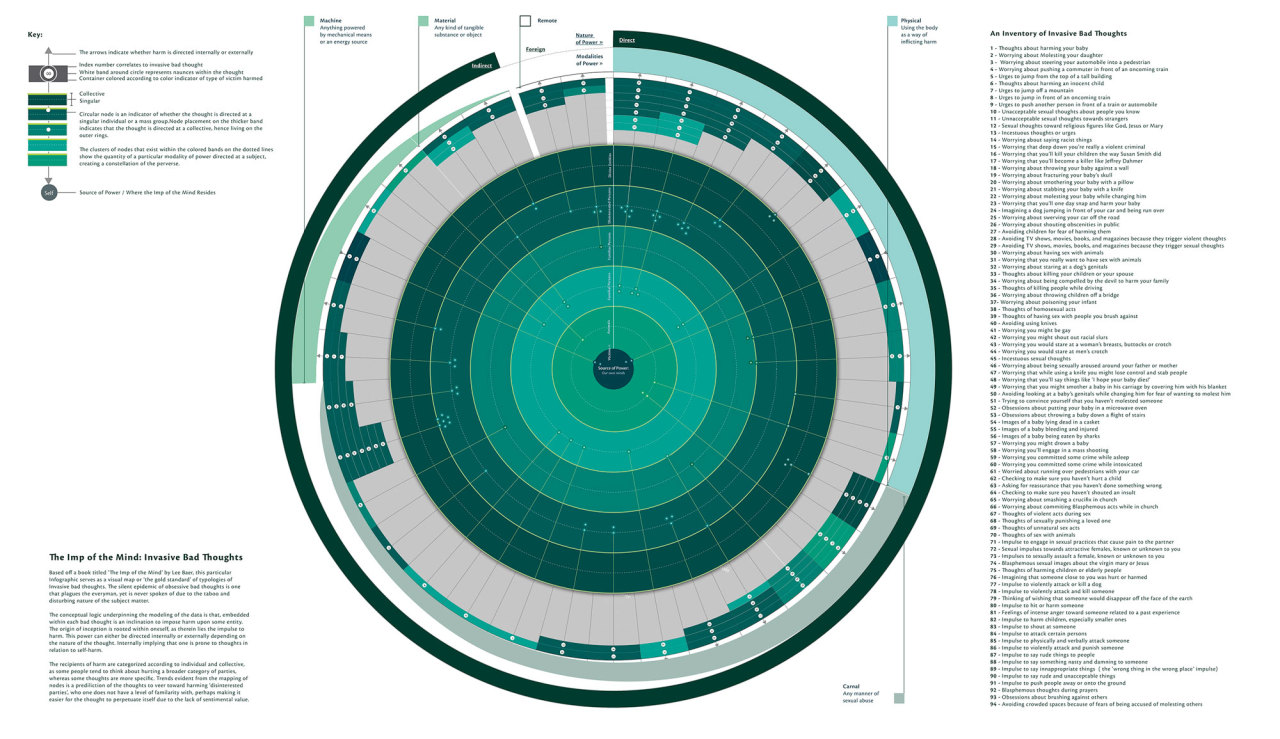 Key:
The arrows indicate whether harm is directed internally or externally
Index number correlates to invasive bad thought
White band around circle represents naunces within the thought
Container colored according to color indicator of type of victim harmed
Collective
Singular
Circular node is an indicator of whether the thought is directed at a
singular individual or a mass group.Node placement on the thicker band
indicates that the thought is directed at a collective, hence living on the
outer rings.
The clusters of nodes that exist within the colored bands on the dotted lines
show the quantity of a particular modality of power directed at a subject,
creating a constellation of the perverse.
Self
Source of Power / Where the Imp of the Mind Resides
The Imp of the Mind: Invasive Bad Thoughts
Based off a book titled 'The Imp of the Mind' by Lee Baer, this particular
Infographic serves as a visual map or 'the gold standard' of typologies of
Invasive bad thoughts. The silent epidemic of obsessive bad thoughts is one
that plagues the everyman, yet is never spoken of due to the taboo and
disturbing nature of the subject matter.
The conceptual logic underpinning the modeling of the data is that, embedded
within each bad thought is an inclination to impose harm upon some entity.
The origin of inception is rooted within oneself, as therein lies the impulse to
harm. This power can either be directed internally or externally depending on
the nature of the thought. Internally implying that one is prone to thoughts in
relation to self-harm.
The recipients of harm are categorized according to individual and collective,
as some people tend to think about hurting a broader category of parties,
whereas some thoughts are more specific. Trends evident from the mapping of
nodes is a prediliction of the thoughts to veer toward harming 'disinterested
parties', who one does not have a level of familarity with, perhaps making it
easier for the thought to perpetuate itself due to the lack of sentimental value.
Machine
Anything powered
by mechanical means
or an energy source
Material
Any kind of tangible
substance or object
Remote
Physical
Using the body
as a way of
inflicting harm
Nature
of Power »
Modalities
of Power »
Direct
Foreign
Indirect
Source of Power:
Our own minds
Carnal
Any manner of
sexual abuse
An Inventory of Invasive Bad Thoughts
1 - Thoughts about harming your baby
2 - Worrying about Molesting your daughter
3 - Worrying about steering your automobile into a pedestrian
4 - Worrying about pushing a commuter in front of an oncoming train
5 - Urges to jump from the top of a tall building
6 - Thoughts about harming an inocent child
7 - Urges to jump off a mountain
8 - Urges to jump in front of an oncoming train
9 - Urges to push another person in front of a train or automobile
10 - Unacceptable sexual thoughts about people you know
11 - Unnacceptable sexual thoughts towards strangers
12 - Sexual thoughts toward religious figures like God, Jesus or Mary
13 - Incestuous thoughts or urges
14 - Worrying about saying racist things
15 - Worrying that deep down you're really a violent criminal
16 - Worrying that you'll kill your children the way Susan Smith did
17 - Worrying that you'll become a killer like Jeffrey Dahmer
18 - Worrying about throwing your baby against a wall
19 - Worrying about fracturing your baby's skull
20 - Worrying about smothering your baby with a pillow
21 - Worrying about stabbing your baby with a knife
22 - Worrying about molesting your baby while changing him
23 - Worrying that you'll one day snap and harm your baby
24 - Imagining a dog jumping in front of your car and being run over
25 - Worrying about swerving your car off the road
26 - Worrying about shouting obscenities in public
27 - Avoiding children for fear of harming them
28 - Avoiding TV shows, movies, books, and magazines because they trigger violent thoughts
29 - Avoiding TV shows, movies, books, and magazines because they trigger sexual thoughts
30 - Worrying about having sex with animals
31 - Worrying that you really want to have sex with animals
32 - Worrying about staring at a dog's genitals
33 - Thoughts about killing your children or your spouse
34 - Worrying about being compelled by the devil to harm your family
35 - Thoughts of killing people while driving
36 - Worrying about throwing children off a bridge
37- Worrying about poisoning your infant
38 - Thoughts of homosexual acts
39 - Thoughts of having sex with people you brush against
40 - Avoiding using knives
41 - Worrying you might be gay
42 - Worrying you might shout out racial slurs
43 - Worrying you would stare at a woman's breasts, buttocks or crotch
44 - Worrying you would stare at men's crotch
45 - Incestuous sexual thoughts
46 - Worrying about being sexually aroused around your father or mother
47 - Worrying that while using a knife you might lose control and stab people
48 - Worrying that you'll say things like 'I hope your baby dies!'
49 - Worrying that you might smother a baby in his carriage by covering him with his blanket
50 - Avoiding looking at a baby's genitals while changing him for fear of wanting to molest him
51 - Trying to convince yourself that you haven't molested someone
52 - Obsessions about putting your baby in a microwave oven
53 - Obsessions about throwing a baby down a flight of stairs
54 - Images of a baby lying dead in a casket
55 - Images of a baby bleeding and injured
56 - Images of a baby being eaten by sharks
57 - Worrying you might drown a baby
58 - Worrying you'll engage in a mass shooting
59 - Worrying you committed some crime while asleep
60 - Worrying you committed some crime while intoxicated
61 - Worried about running over pedestrians with your car
62 - Checking to make sure you haven't hurt a child
63 - Asking for reassurance that you haven't done something wrong
64 - Checking to make sure you haven't shouted an insult
65 - Worrying about smashing a crucifix in church
66 - Worrying about commiting Blasphemous acts while in church
67 - Thoughts of violent acts during sex
68 - Thoughts of sexually punishing a loved one
69 - Thoughts of unnatural sex acts
70 - Thoughts of sex with animals
71 - Impulse to engage in sexual practices that cause pain to the partner
72 - Sexual impulses towards attractive females, known or unknown to you
73 - Impulses to sexually assault a female, known or unknown to you
74 - Blasphemous sexual images about the virgin mary or Jesus
75 - Thoughts of harming children or elderly people
76 - Imagining that someone close to you was hurt or harmed
77 - Impulse to violently attack or kill a dog
78 - Impulse to violently attack and kill someone
79 - Thinking of wishing that someone would disappear off the face of the earth
80 - Impulse to hit or harm someone
81 - Feelings of intense anger toward someone related to a past experience
82 - Impulse to harm children, especially smaller ones
83 - Impulse to shout at someone
84 - Impulse to attack certain persons
85 - Impulse to physically and verbally attack someone
86 - Impulse to violently attack and punish someone
87 - Impulse to say rude things to people
88 - Impulse to say something nasty and damning to someone
89 - Impulse to say innappropriate things ( the 'wrong thing in the wrong place' impulse)
90 - Impulse to say rude and unacceptable things
91 - Impulse to push people away or onto the ground
92 - Blasphemous thoughts during prayers
93 - Obsessions about brushing against others
94 - Avoiding crowded spaces because of fears of being accused of molesting others